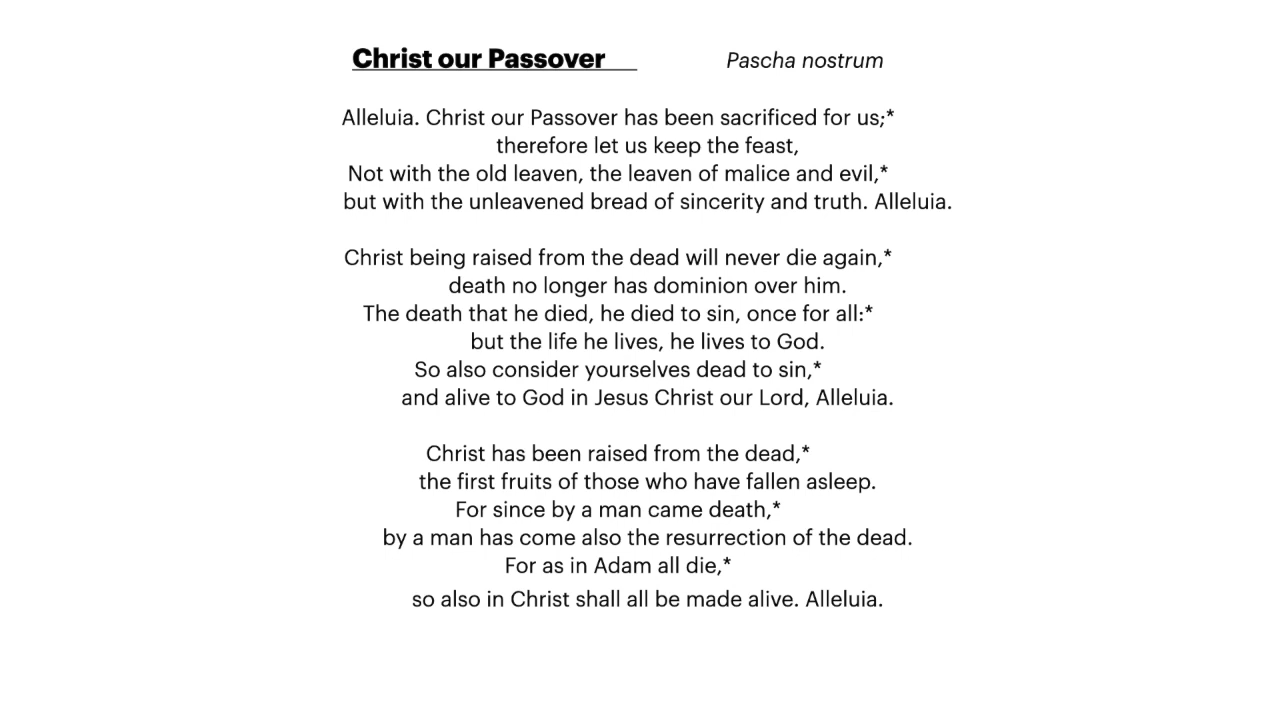 Christ our Passover Pascha nostrum
Alleluia. Christ our Passover has been sacrificed for us;*
therefore let us keep the feast,
Not with the old leaven, the leaven of malice and evil,*
but with the unleavened bread of sincerity and truth. Alleluia.
Christ being raised from the dead will never die again,*
death no longer has dominion over him.
The death that he died, he died to sin, once for all:*
but the life he lives, he lives to God.
So also consider yourselves dead to sin,*
and alive to God in Jesus Christ our Lord, Alleluia.
Christ has been raised from the dead,*
the first fruits of those who have fallen asleep.
For since by a man came death,*
by a man has come also the resurrection of the dead.
For as in Adam all die,*
so also in Christ shall all be made alive. Alleluia.